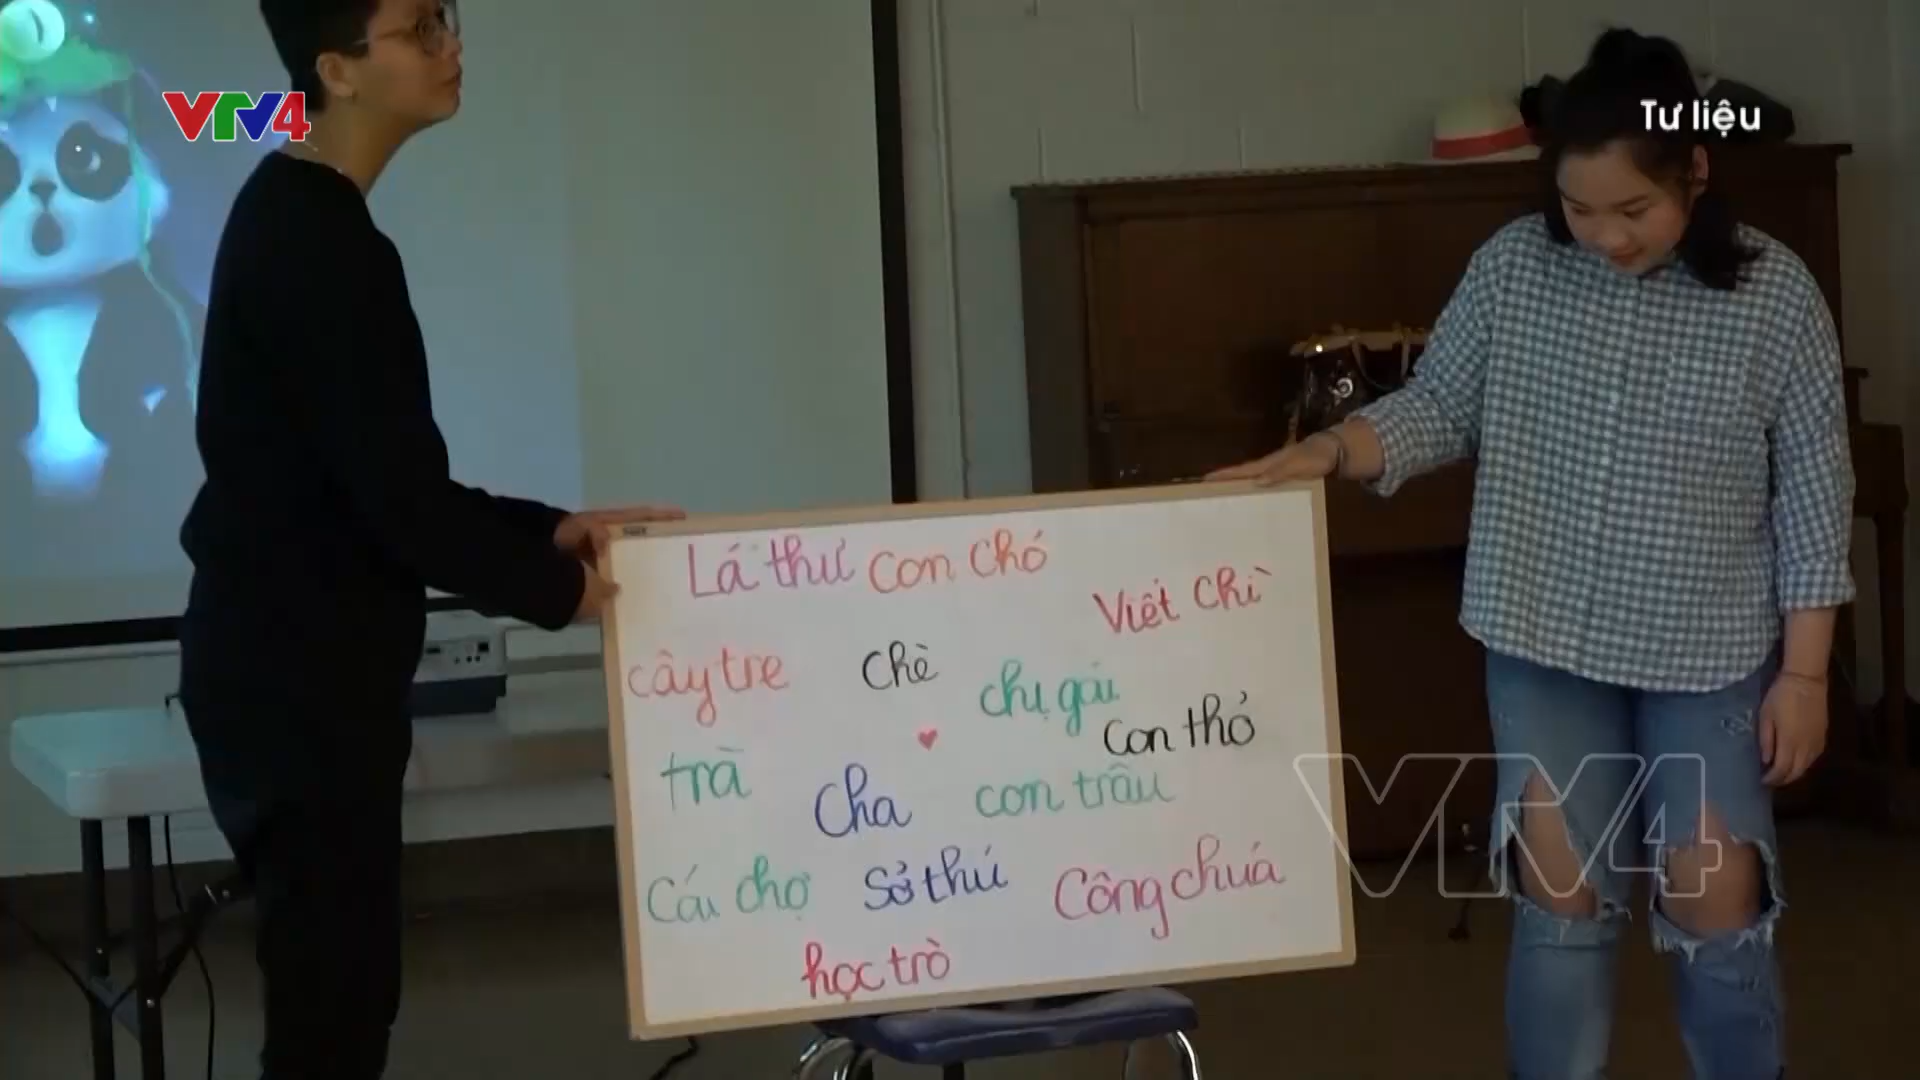 VTV4
Tư liệu
Lá thư con chó
Viết chì
cây tre
chè
chị gái
con thỏ
trà
cha
con trâu
VTV4
Cái chợ
Sở thú
Công chúa
học trò